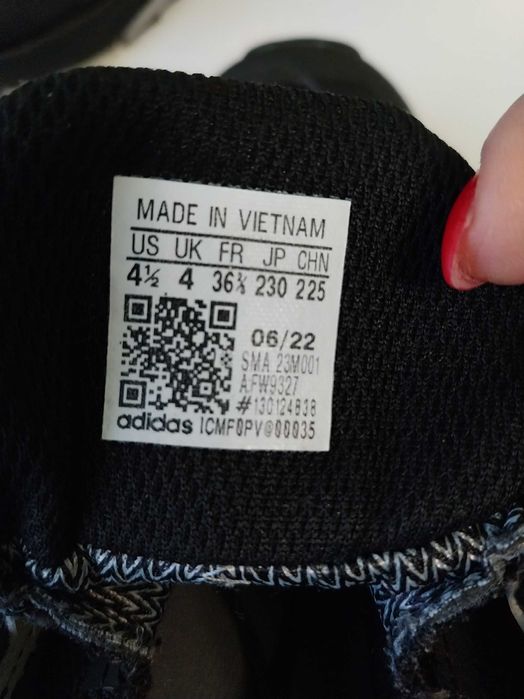 MADE IN VIETNAM
US UK FR JP CHN
4½ 4 36⅔ 230 225
06/22
SMA 23M001
AFW9327
#130124838
adidas ICMF0PV@00035